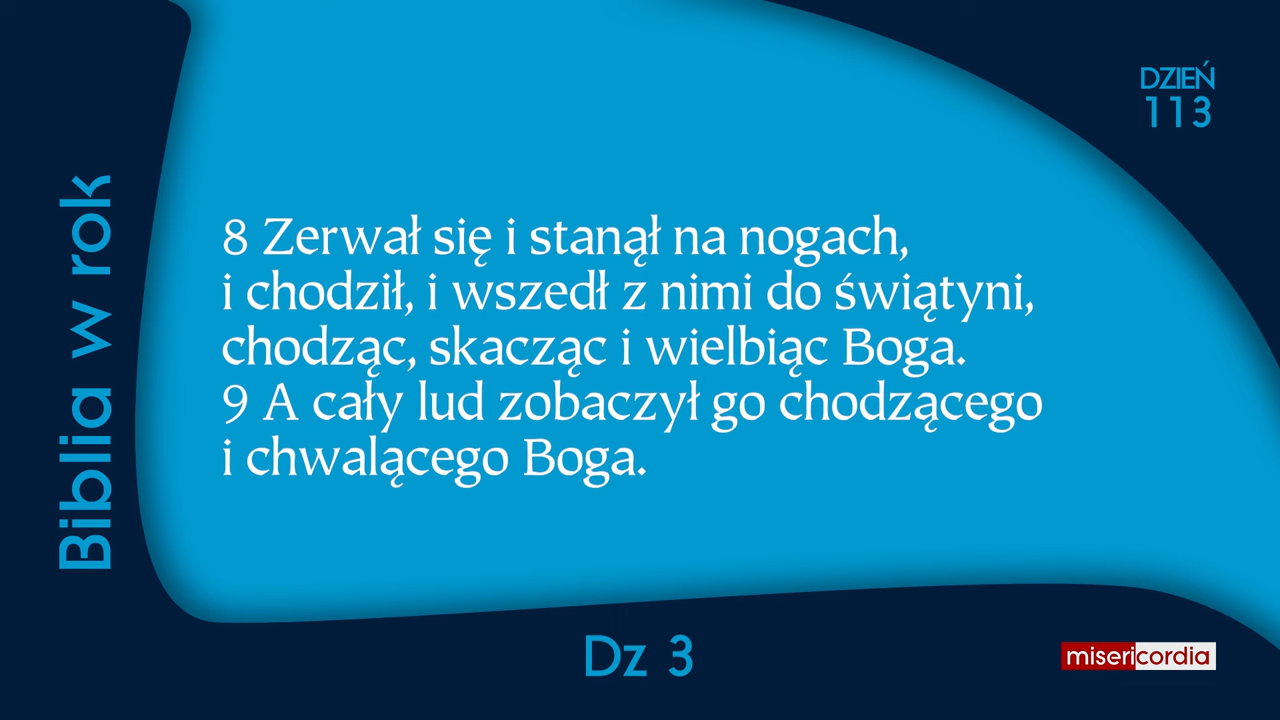 DZIEŃ
113
Biblia w rok
8 Zerwał się i stanął na nogach,
i chodził, i wszedł z nimi do świątyni,
chodząc, skacząc i wielbiąc Boga.
9 A cały lud zobaczył go chodzącego
i chwalącego Boga.
Dz 3
misericordia